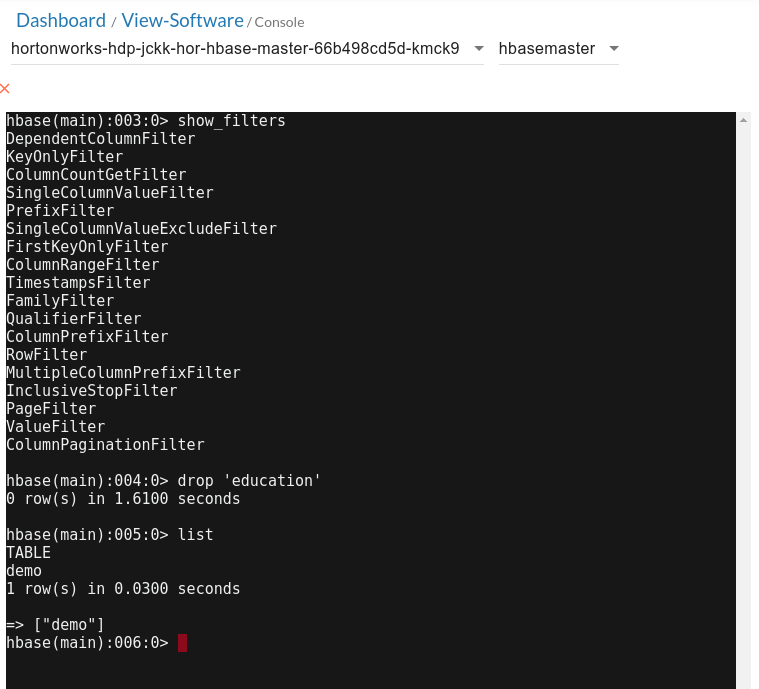 Dashboard / View-Software / Console
hortonworks-hdp-jckk-hor-hbase-master-66b498cd5d-kmck9 hbasemaster
hbase(main):003:0> show_filters
DependentColumnFilter
KeyOnlyFilter
ColumnCountGetFilter
SingleColumnValueFilter
PrefixFilter
SingleColumnValueExcludeFilter
FirstKeyOnlyFilter
ColumnRangeFilter
TimestampsFilter
FamilyFilter
QualifierFilter
ColumnPrefixFilter
RowFilter
MultipleColumnPrefixFilter
InclusiveStopFilter
PageFilter
ValueFilter
ColumnPaginationFilter
hbase(main):004:0> drop 'education'
0 row(s) in 1.6100 seconds
hbase(main):005:0> list
TABLE
demo
1 row(s) in 0.0300 seconds
=> ["demo"]
hbase(main):006:0>